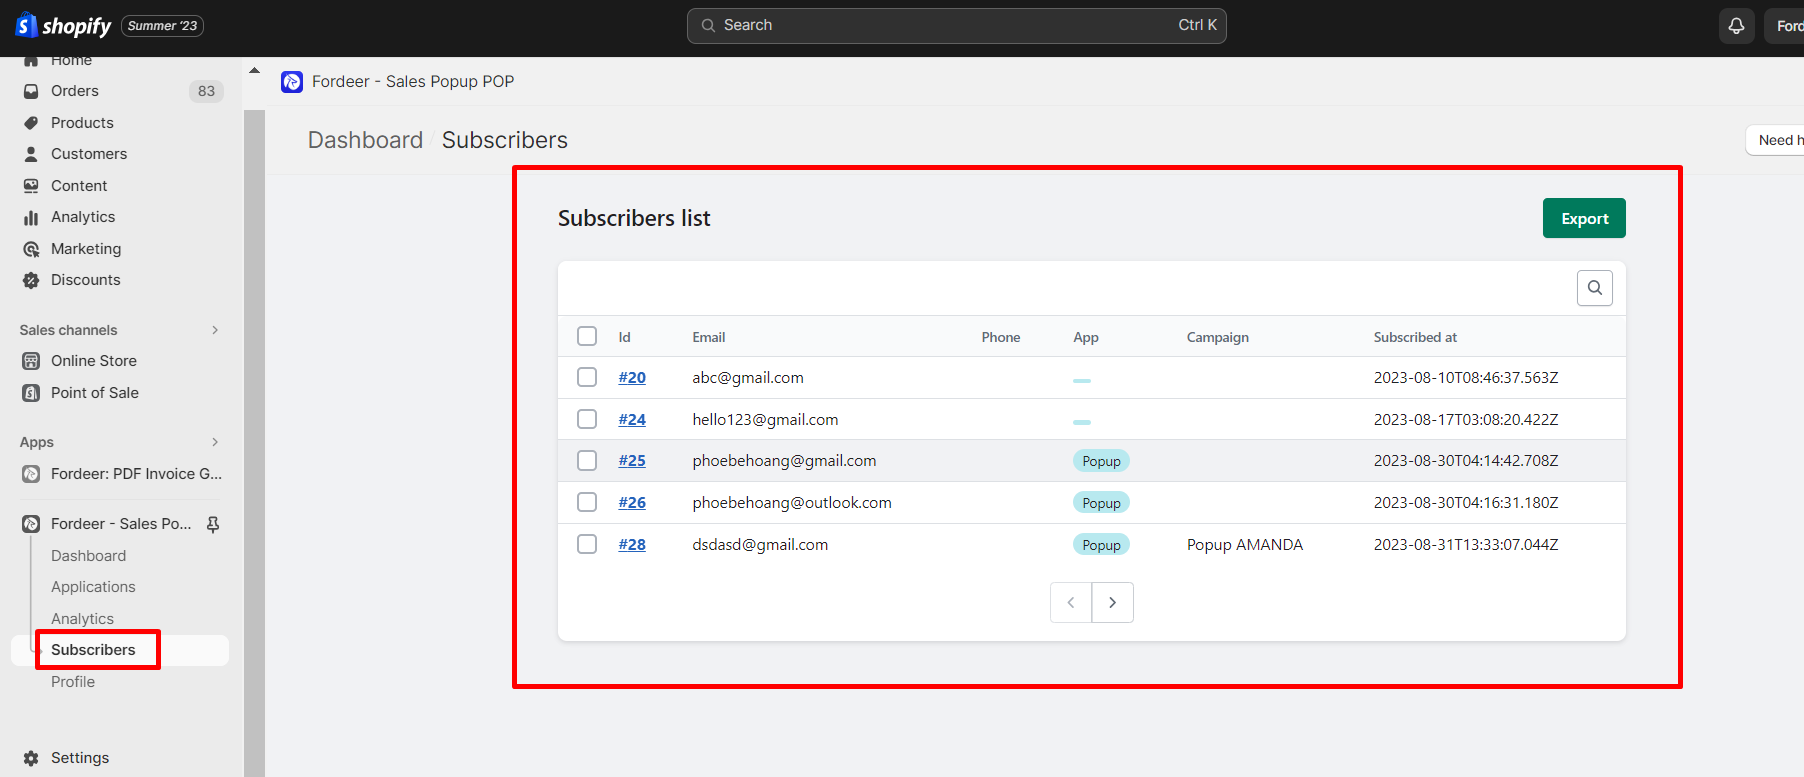 shopify Summer '23 Search Ctrl K Ford
Home
Orders 83
Products
Customers
Content
Analytics
Marketing
Discounts
Sales channels
Online Store
Point of Sale
Apps
Fordeer: PDF Invoice G...
Fordeer - Sales Po...
Dashboard
Applications
Analytics
Subscribers
Profile
Settings
Fordeer - Sales Popup POP
Dashboard / Subscribers
Need h
Subscribers list
Export
Id Email Phone App Campaign Subscribed at
#20 abc@gmail.com 2023-08-10T08:46:37.563Z
#24 hello123@gmail.com 2023-08-17T03:08:20.422Z
#25 phoebehoang@gmail.com Popup 2023-08-30T04:14:42.708Z
#26 phoebehoang@outlook.com Popup 2023-08-30T04:16:31.180Z
#28 dsdasd@gmail.com Popup Popup AMANDA 2023-08-31T13:33:07.044Z